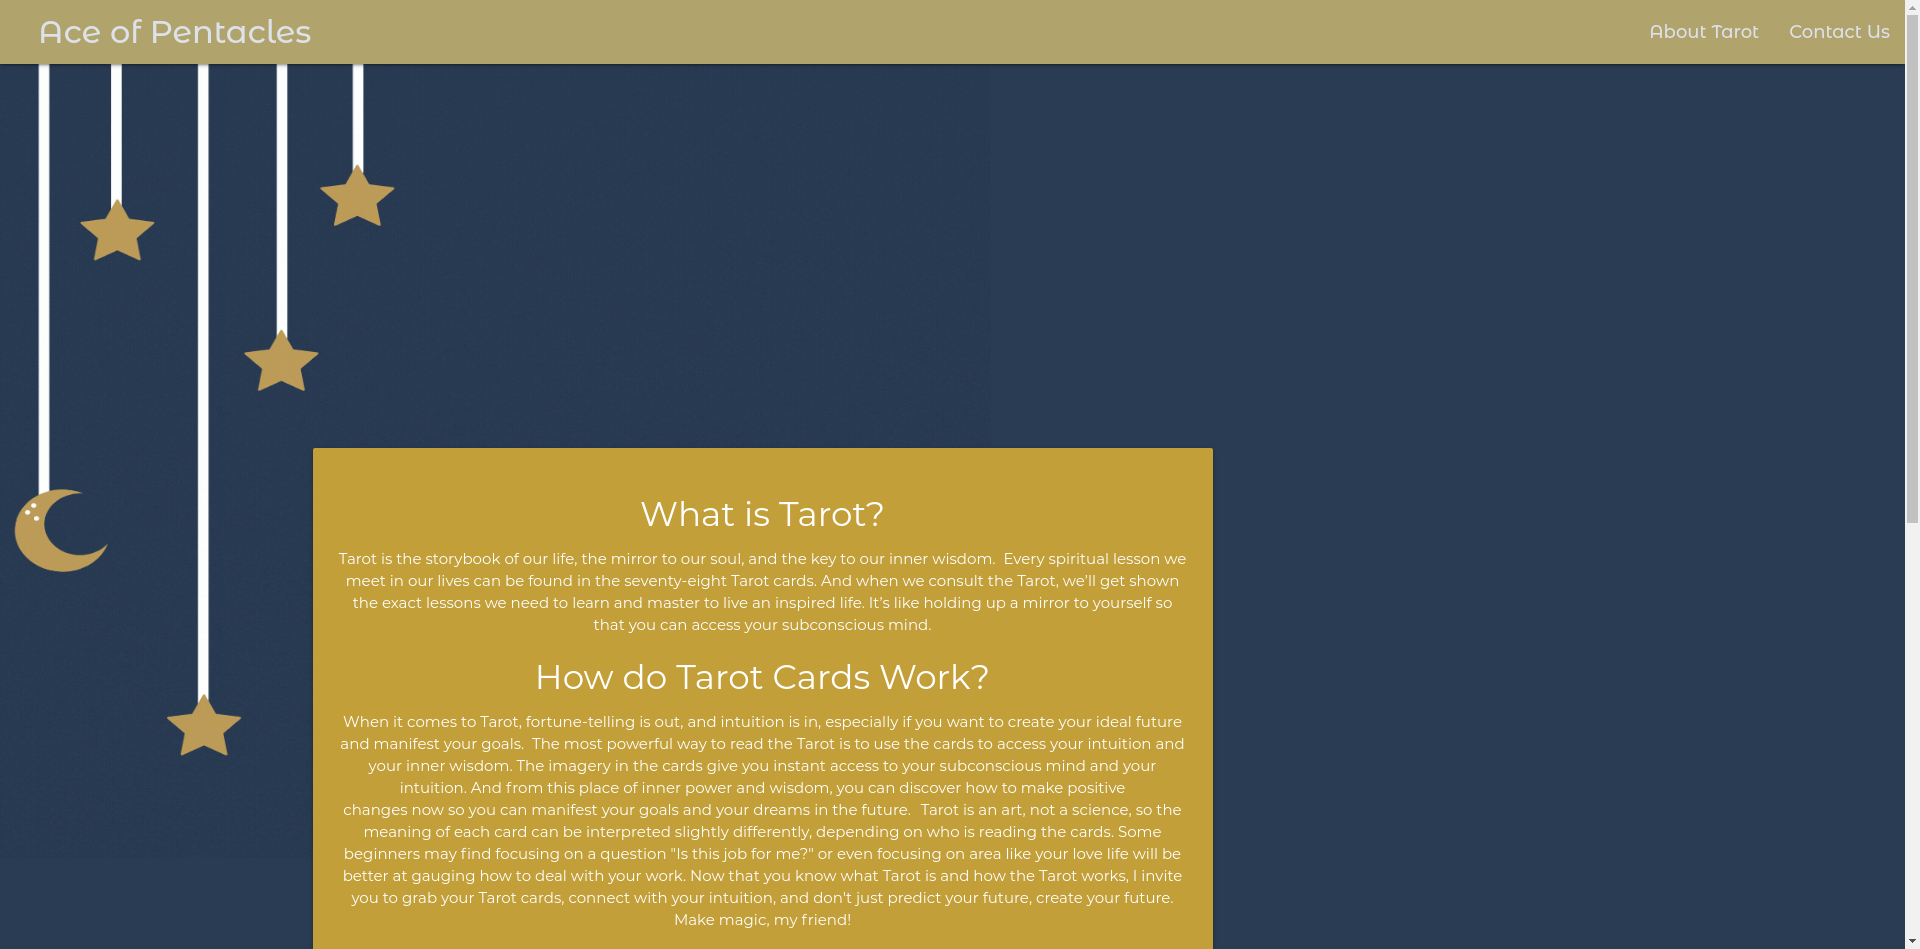 Ace of Pentacles
About Tarot
Contact Us
What is Tarot?
Tarot is the storybook of our life, the mirror to our soul, and the key to our inner wisdom.  Every spiritual lesson we
meet in our lives can be found in the seventy-eight Tarot cards. And when we consult the Tarot, we’ll get shown
the exact lessons we need to learn and master to live an inspired life. It’s like holding up a mirror to yourself so
that you can access your subconscious mind.
How do Tarot Cards Work?
When it comes to Tarot, fortune-telling is out, and intuition is in, especially if you want to create your ideal future
and manifest your goals.  The most powerful way to read the Tarot is to use the cards to access your intuition and
your inner wisdom. The imagery in the cards give you instant access to your subconscious mind and your
intuition. And from this place of inner power and wisdom, you can discover how to make positive
changes now so you can manifest your goals and your dreams in the future.  Tarot is an art, not a science, so the
meaning of each card can be interpreted slightly differently, depending on who is reading the cards. Some
beginners may find focusing on a question "Is this job for me?" or even focusing on area like your love life will be
better at gauging how to deal with your work. Now that you know what Tarot is and how the Tarot works, I invite
you to grab your Tarot cards, connect with your intuition, and don't just predict your future, create your future.
Make magic, my friend!